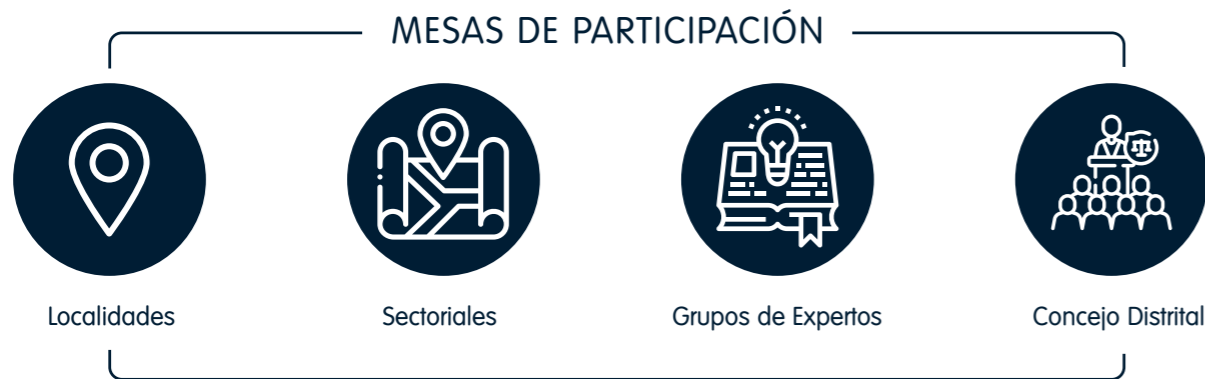 MESAS DE PARTICIPACIÓN
Localidades
Sectoriales
Grupos de Expertos
Concejo Distrital